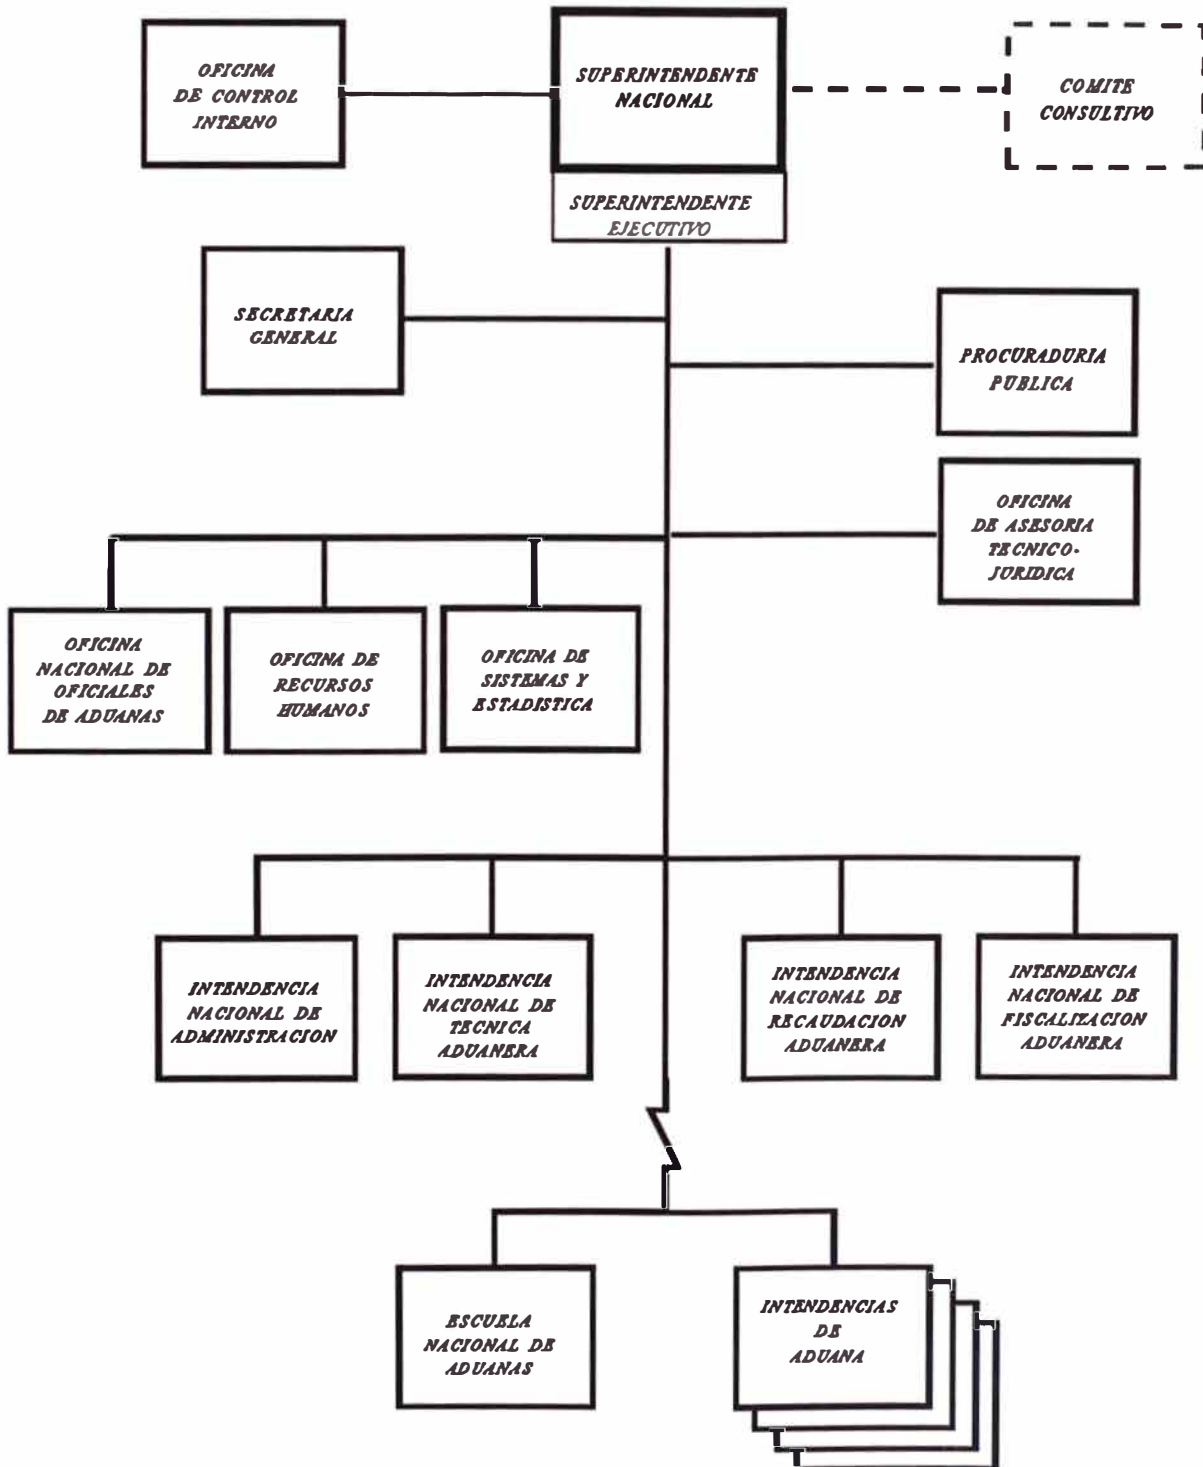 OFICINA
DE CONTROL
INTERNO
SUPERINTENDENTE
NACIONAL
COMITE
CONSULTIVO
SUPERINTENDENTE
EJECUTIVO
SECRETARIA
GENERAL
PROCURADURIA
PUBLICA
OFICINA
DE ASESORIA
TECNICO-
JURIDICA
OFICINA
NACIONAL DE
OFICIALES
DE ADUANAS
OFICINA DE
RECURSOS
HUMANOS
OFICINA DE
SISTEMAS Y
ESTADISTICA
INTENDENCIA
NACIONAL DE
ADMINISTRACION
INTENDENCIA
NACIONAL DE
TECNICA
ADUANERA
INTENDENCIA
NACIONAL DE
RECAUDACION
ADUANERA
INTENDENCIA
NACIONAL DE
FISCALIZACION
ADUANERA
ESCUELA
NACIONAL DE
ADUANAS
INTENDENCIAS
DE
ADUANA